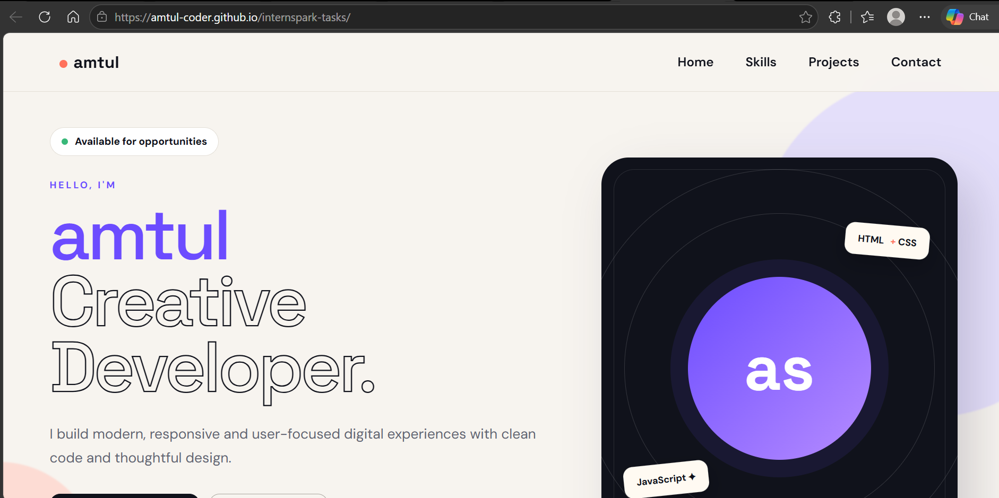 https://amtul-coder.github.io/internspark-tasks/
Chat
amtul
Home Skills Projects Contact
Available for opportunities
HELLO, I'M
amtul
Creative
Developer.
I build modern, responsive and user-focused digital experiences with clean
code and thoughtful design.
HTML + CSS
as
JavaScript ✦